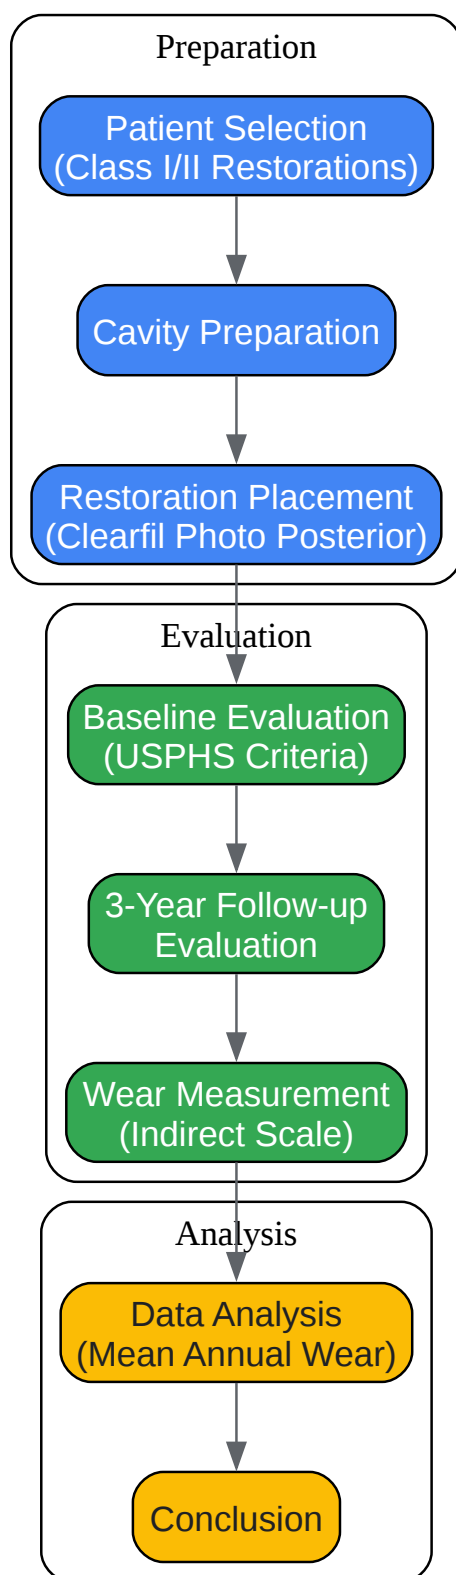 Preparation
Patient Selection
(Class I/II Restorations)
Cavity Preparation
Restoration Placement
(Clearfil Photo Posterior)
Evaluation
Baseline Evaluation
(USPHS Criteria)
3-Year Follow-up
Evaluation
Wear Measurement
(Indirect Scale)
Analysis
Data Analysis
(Mean Annual Wear)
Conclusion